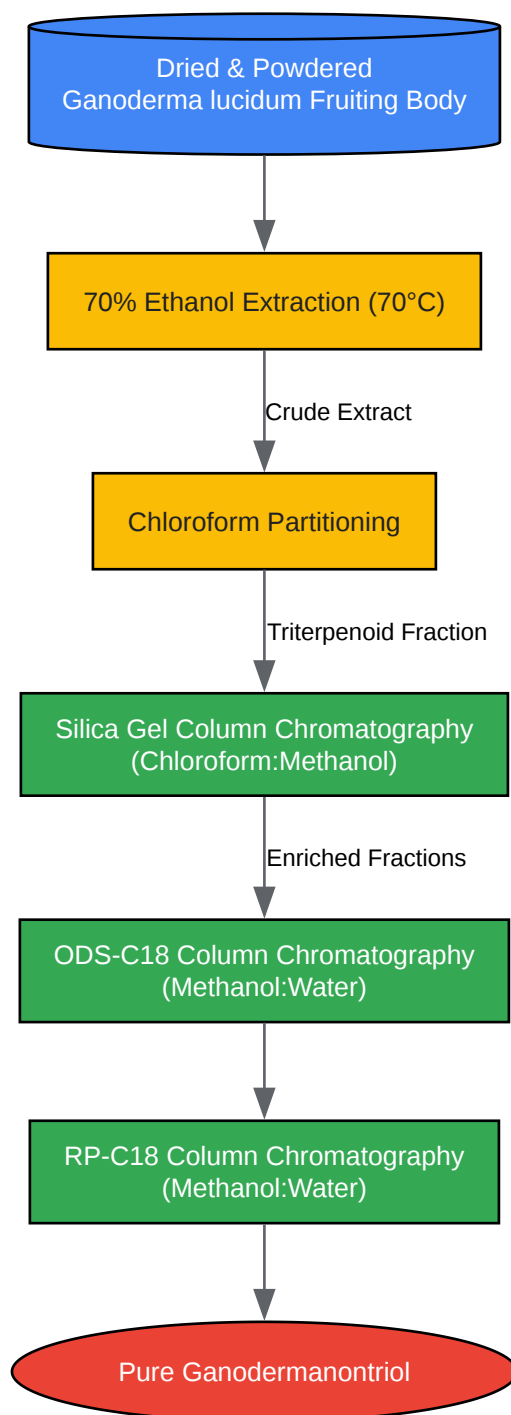 Dried & Powdered
Ganoderma lucidum Fruiting Body
70% Ethanol Extraction (70°C)
Crude Extract
Chloroform Partitioning
Triterpenoid Fraction
Silica Gel Column Chromatography
(Chloroform:Methanol)
Enriched Fractions
ODS-C18 Column Chromatography
(Methanol:Water)
RP-C18 Column Chromatography
(Methanol:Water)
Pure Ganodermanontriol